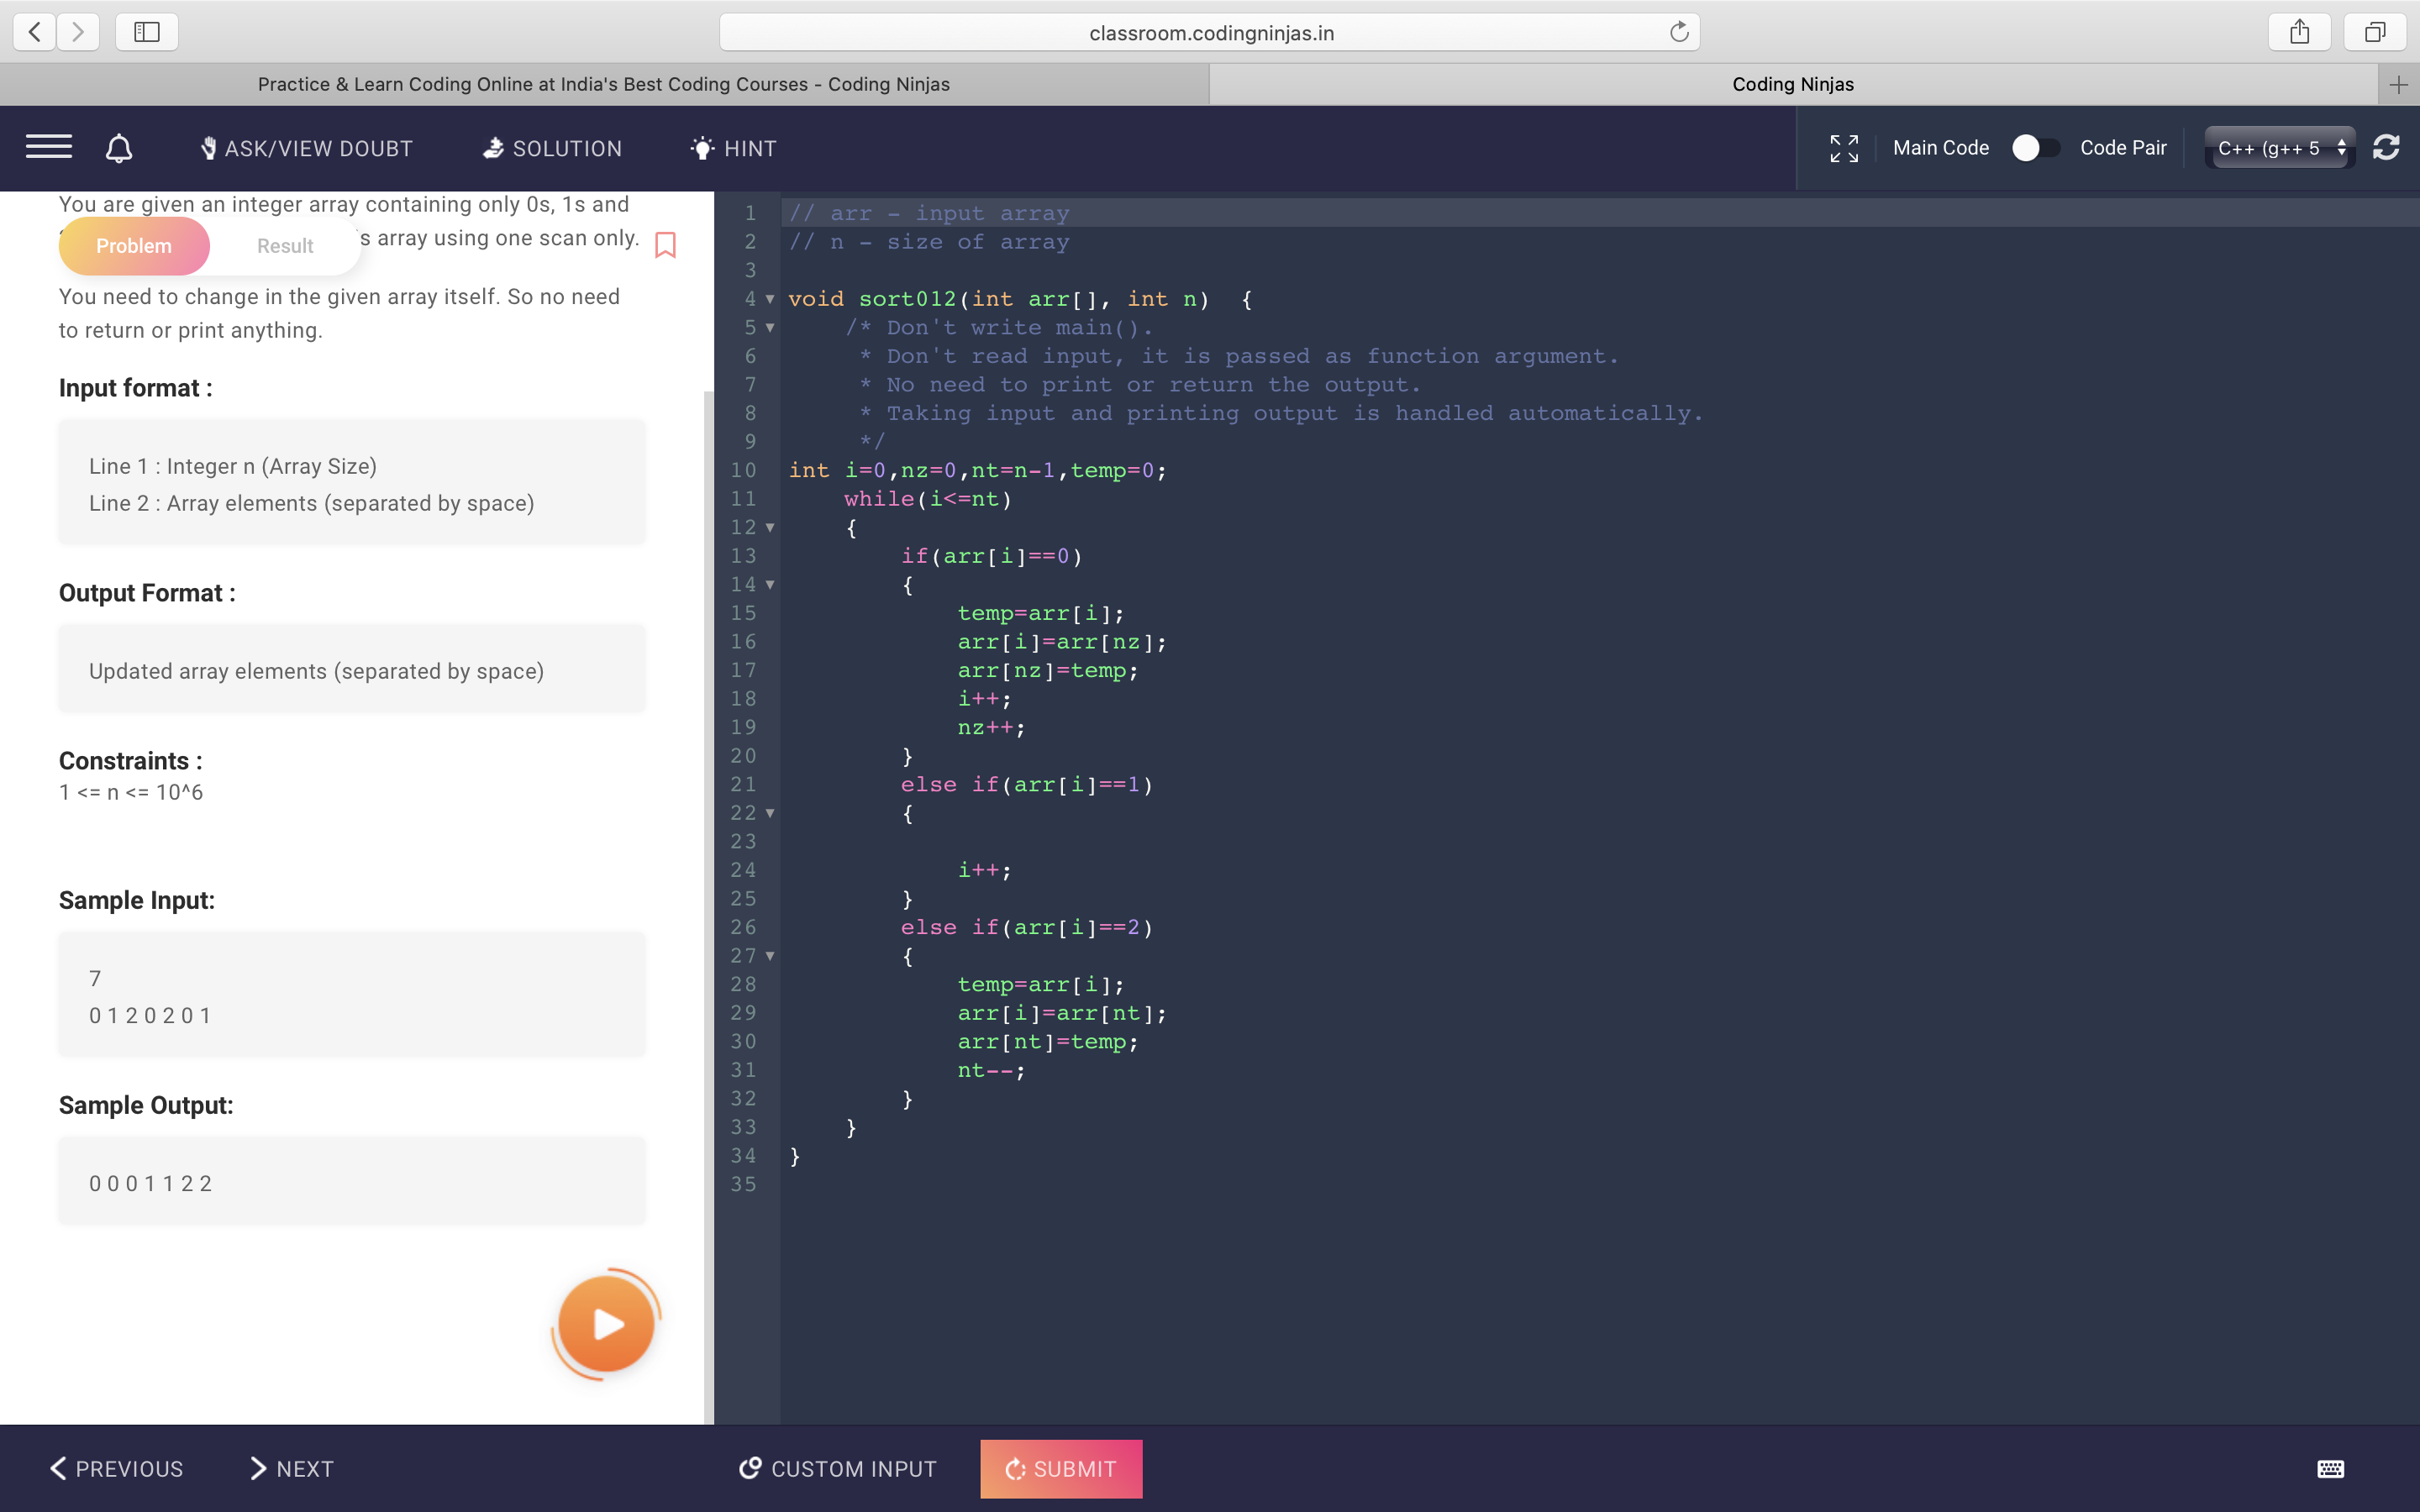 classroom.codingninjas.in
Practice & Learn Coding Online at India's Best Coding Courses - Coding Ninjas
Coding Ninjas
ASK/VIEW DOUBT
SOLUTION
HINT
Main Code
Code Pair
C++ (g++ 5
You are given an integer array containing only 0s, 1s and
s array using one scan only.
Problem
Result
You need to change in the given array itself. So no need
to return or print anything.
Input format :
Line 1 : Integer n (Array Size)
Line 2 : Array elements (separated by space)
Output Format :
Updated array elements (separated by space)
Constraints :
1 <= n <= 10^6
Sample Input:
7
0 1 2 0 2 0 1
Sample Output:
0 0 0 1 1 2 2
1 // arr - input array
2 // n - size of array
3
4 void sort012(int arr[], int n)  {
5     /* Don't write main().
6      * Don't read input, it is passed as function argument.
7      * No need to print or return the output.
8      * Taking input and printing output is handled automatically.
9      */
10 int i=0,nz=0,nt=n-1,temp=0;
11     while(i<=nt)
12     {
13         if(arr[i]==0)
14         {
15             temp=arr[i];
16             arr[i]=arr[nz];
17             arr[nz]=temp;
18             i++;
19             nz++;
20         }
21         else if(arr[i]==1)
22         {
23
24             i++;
25         }
26         else if(arr[i]==2)
27         {
28             temp=arr[i];
29             arr[i]=arr[nt];
30             arr[nt]=temp;
31             nt--;
32         }
33     }
34 }
35
PREVIOUS
NEXT
CUSTOM INPUT
SUBMIT